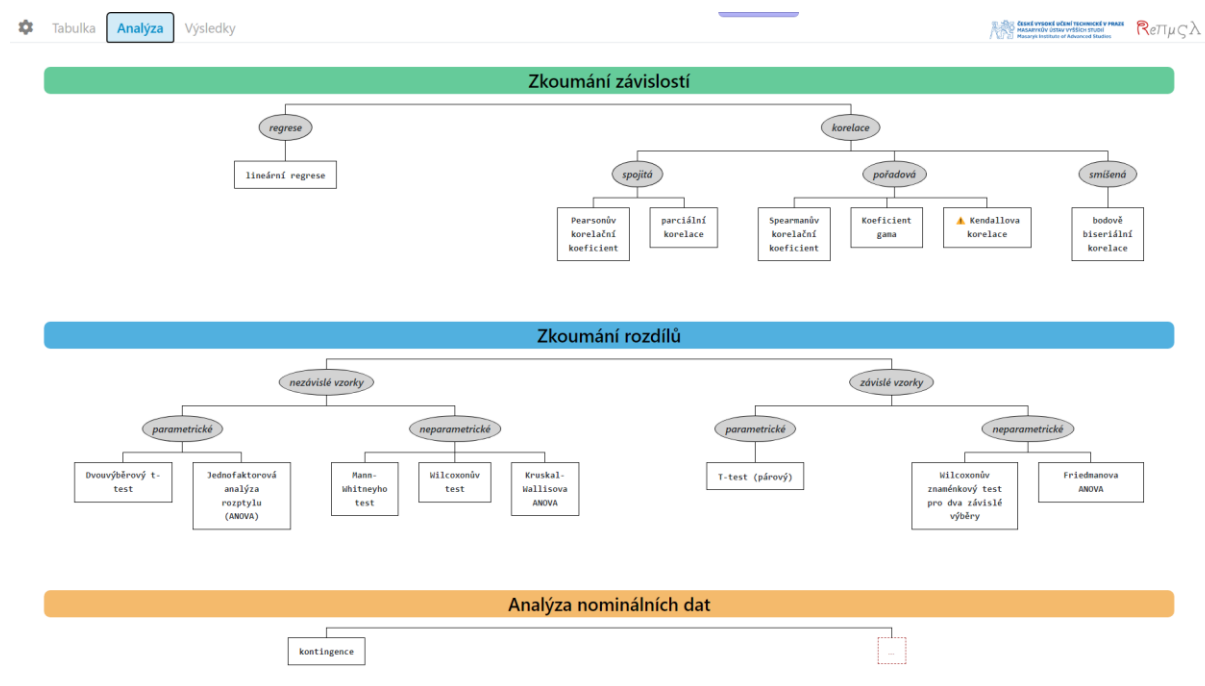 Tabulka Analýza Výsledky
ČESKÉ VYSOKÉ UČENÍ TECHNICKÉ V PRAZE
MASARYKŮV ÚSTAV VYŠŠÍCH STUDIÍ
Masaryk Institute of Advanced Studies
Reπμςλ
Zkoumání závislostí
regrese
korelace
lineární regrese
spojitá
pořadová
smíšená
Pearsonův
korelační
koeficient
parciální
korelace
Spearmanův
korelační
koeficient
Koeficient
gama
Kendallova
korelace
bodově
biseriální
korelace
Zkoumání rozdílů
nezávislé vzorky
závislé vzorky
parametrické
neparametrické
parametrické
neparametrické
Dvouvýběrový t-
test
Jednofaktorová
analýza
rozptylu
(ANOVA)
Mann-
Whitneyho
test
Wilcoxonův
test
Kruskal-
Wallisova
ANOVA
T-test (párový)
Wilcoxonův
znaménkový test
pro dva závislé
výběry
Friedmanova
ANOVA
Analýza nominálních dat
kontingence
…